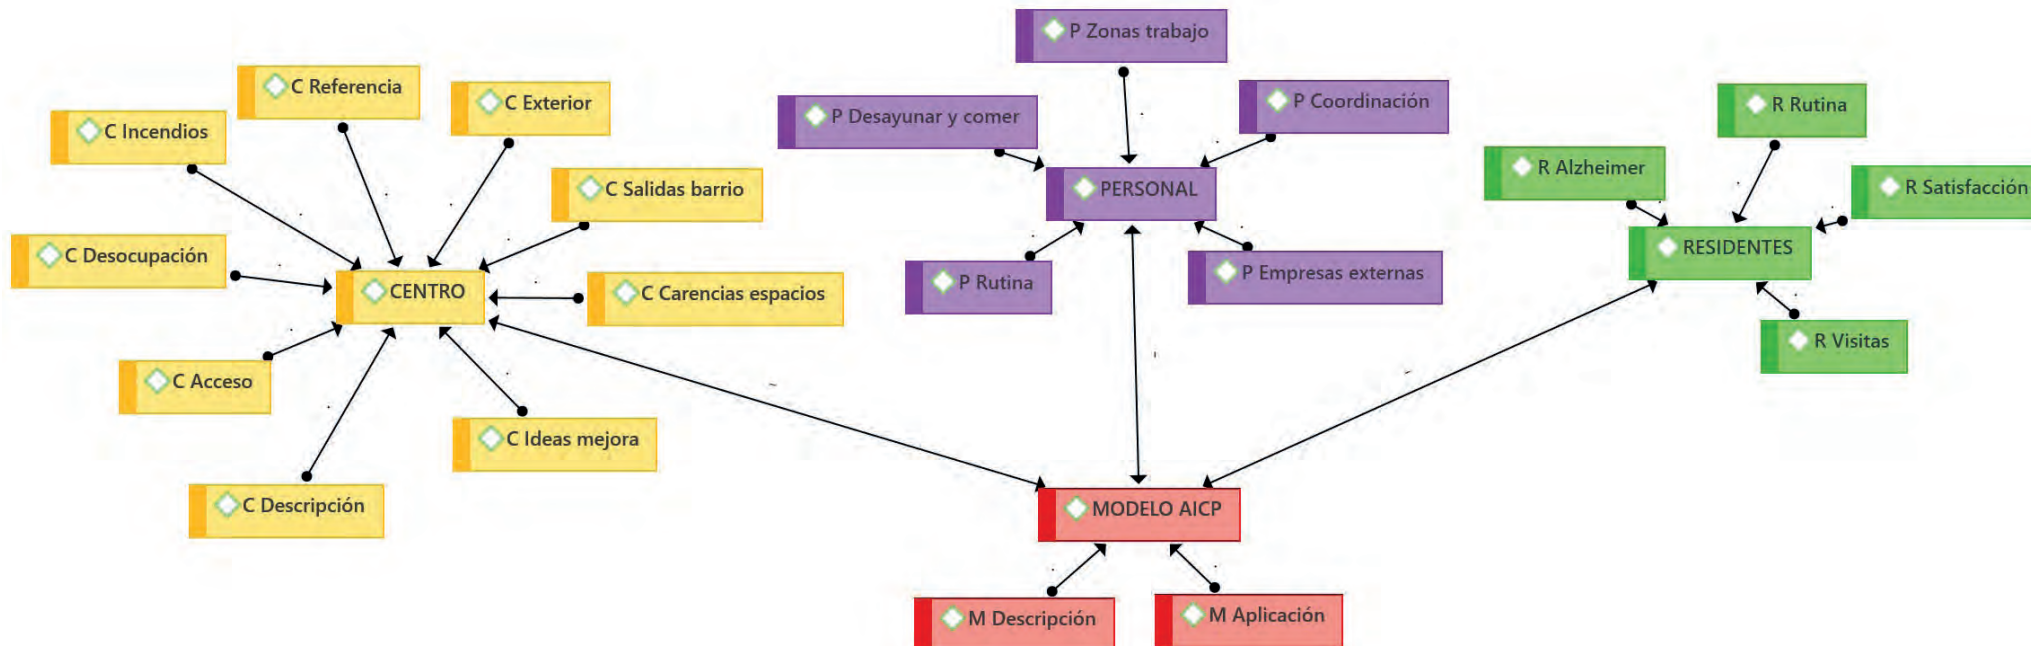 P Zonas trabajo
C Referencia
C Exterior
R Rutina
P Desayunar y comer
P Coordinación
C Incendios
R Alzheimer
C Salidas barrio
PERSONAL
R Satisfacción
C Desocupación
RESIDENTES
CENTRO
C Carencias espacios
P Rutina
P Empresas externas
R Visitas
C Acceso
C Ideas mejora
C Descripción
MODELO AICP
M Descripción
M Aplicación